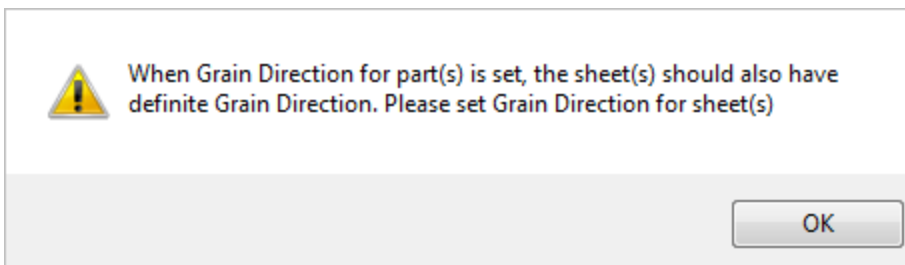 When Grain Direction for part(s) is set, the sheet(s) should also have
definite Grain Direction. Please set Grain Direction for sheet(s)
OK